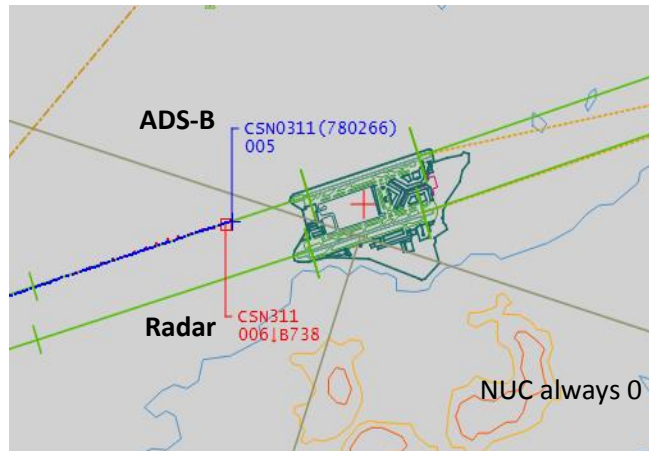 ADS-B
CSN0311(780266)
005
Radar
CSN311
006↓B738
NUC always 0